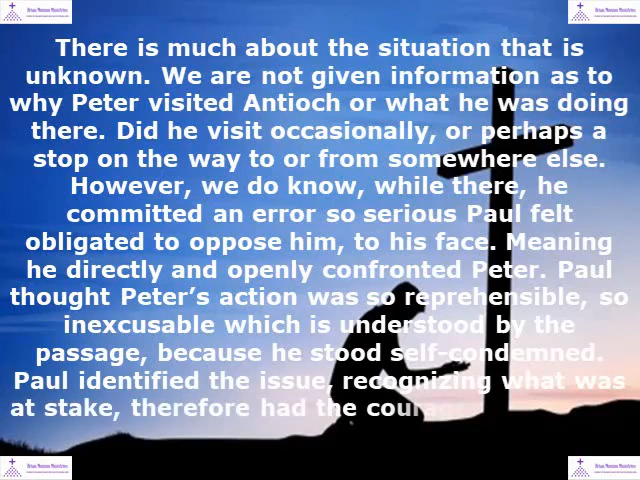 There is much about the situation that is
unknown. We are not given information as to
why Peter visited Antioch or what he was doing
there. Did he visit occasionally, or perhaps a
stop on the way to or from somewhere else.
However, we do know, while there, he
committed an error so serious Paul felt
obligated to oppose him, to his face. Meaning
he directly and openly confronted Peter. Paul
thought Peter's action was so reprehensible, so
inexcusable which is understood by the
passage, because he stood self-condemned.
Paul identified the issue, recognizing what was
at stake, therefore had the